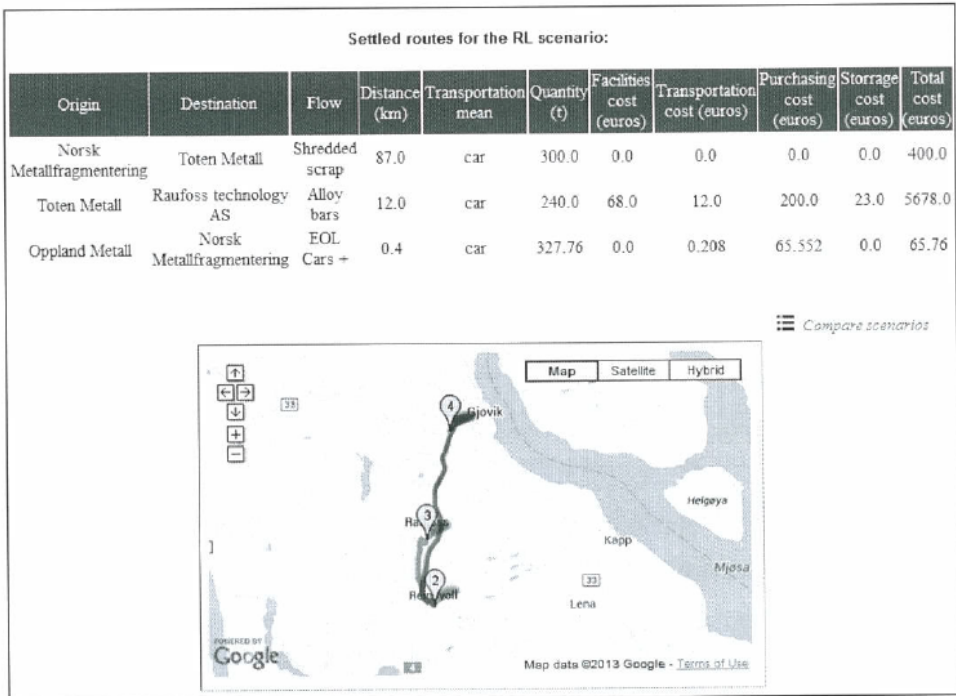 Settled routes for the RL scenario:
Origin Destination Flow Distance (km) Transportation mean Quantity (t) Facilities cost (euros) Transportation cost (euros) Purchasing cost (euros) Storrage cost (euros) Total cost (euros)
Norsk Metallfragmentering Toten Metall Shredded scrap 87.0 car 300.0 0.0 0.0 0.0 0.0 400.0
Toten Metall Raufoss technology AS Alloy bars 12.0 car 240.0 68.0 12.0 200.0 23.0 5678.0
Oppland Metall Norsk Metallfragmentering EOL Cars + 0.4 car 327.76 0.0 0.208 65.552 0.0 65.76
Compare scenarios
Map Satellite Hybrid
33
4
Gjovik
Helgøya
3
Kapp
Mjøsa
2
33
Lena
POWERED BY
Google
4
Map data ©2013 Google - Terms of Use